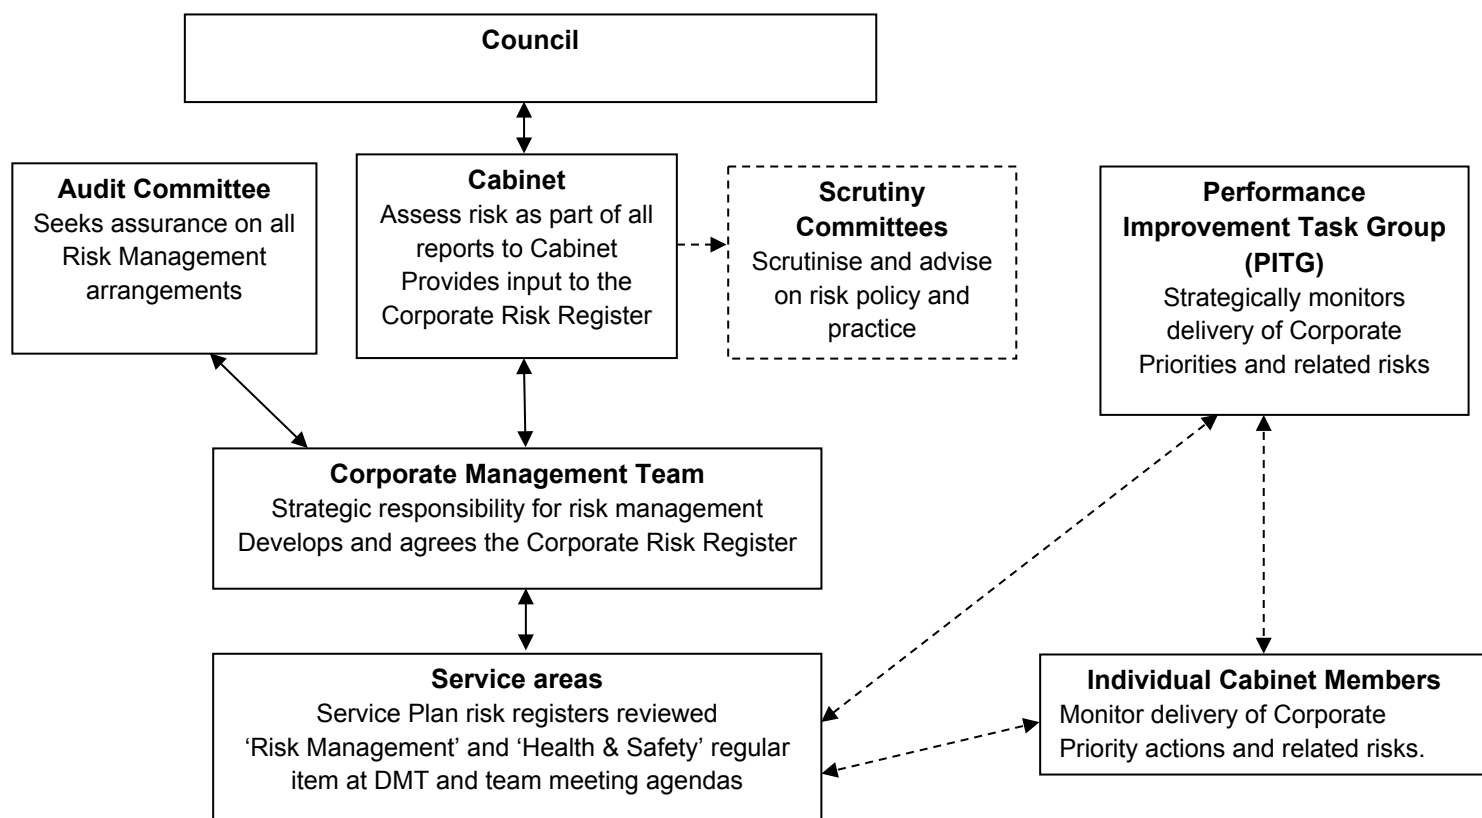 Council
Audit Committee
Seeks assurance on all
Risk Management
arrangements
Cabinet
Assess risk as part of all
reports to Cabinet
Provides input to the
Corporate Risk Register
Scrutiny
Committees
Scrutinise and advise
on risk policy and
practice
Performance
Improvement Task Group
(PITG)
Strategically monitors
delivery of Corporate
Priorities and related risks
Corporate Management Team
Strategic responsibility for risk management
Develops and agrees the Corporate Risk Register
Service areas
Service Plan risk registers reviewed
‘Risk Management’ and ‘Health & Safety’ regular
item at DMT and team meeting agendas
Individual Cabinet Members
Monitor delivery of Corporate
Priority actions and related risks.